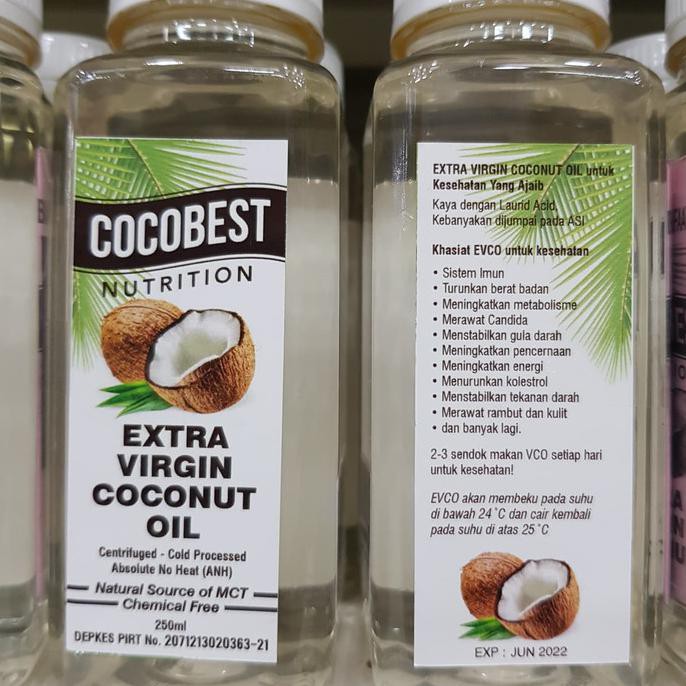 COCOBEST
NUTRITION
EXTRA
VIRGIN
COCONUT
OIL
Centrifuged - Cold Processed
Absolute No Heat (ANH)
Natural Source of MCT
Chemical Free
250ml
DEPKES PIRT No. 2071213020363-21
EXTRA VIRGIN COCONUT OIL untuk
Kesehatan Yang Ajaib
Kaya dengan Laurid Acid,
Kebanyakan dijumpai pada ASI
Khasiat EVCO untuk kesehatan
• Sistem Imun
• Turunkan berat badan
• Meningkatkan metabolisme
• Merawat Candida
• Menstabilkan gula darah
• Meningkatkan pencernaan
• Meningkatkan energi
• Menurunkan kolestrol
• Menstabilkan tekanan darah
• Merawat rambut dan kulit
• dan banyak lagi.
2-3 sendok makan VCO setiap hari
untuk kesehatan!
EVCO akan membeku pada suhu
di bawah 24˚C dan cair kembali
pada suhu di atas 25˚C
EXP : JUN 2022